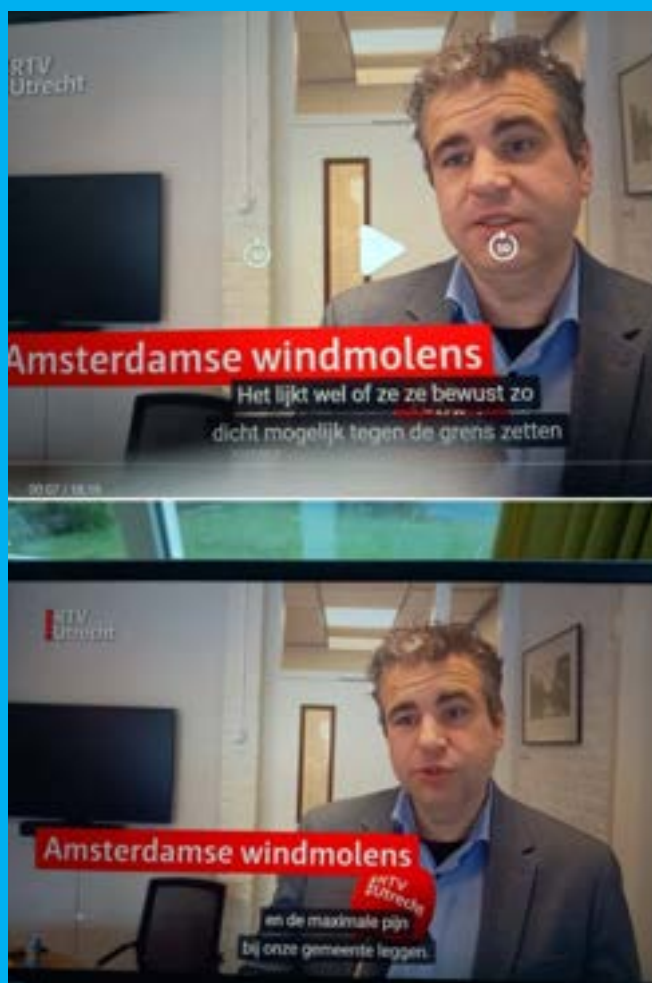 RTV
Utrecht
Amsterdamse windmolens
Het lijkt wel of ze ze bewust zo
dicht mogelijk tegen de grens zetten
RTV
Utrecht
Amsterdamse windmolens
RTV
Utrecht
en de maximale pijn
bij onze gemeente leggen.